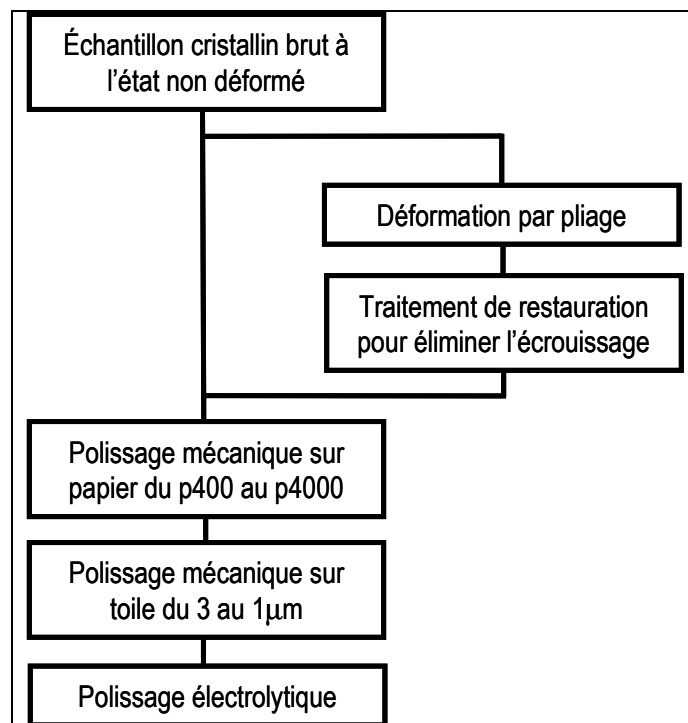 Échantillon cristallin brut à
l'état non déformé
Déformation par pliage
Traitement de restauration
pour éliminer l'écrouissage
Polissage mécanique sur
papier du p400 au p4000
Polissage mécanique sur
toile du 3 au 1μm
Polissage électrolytique